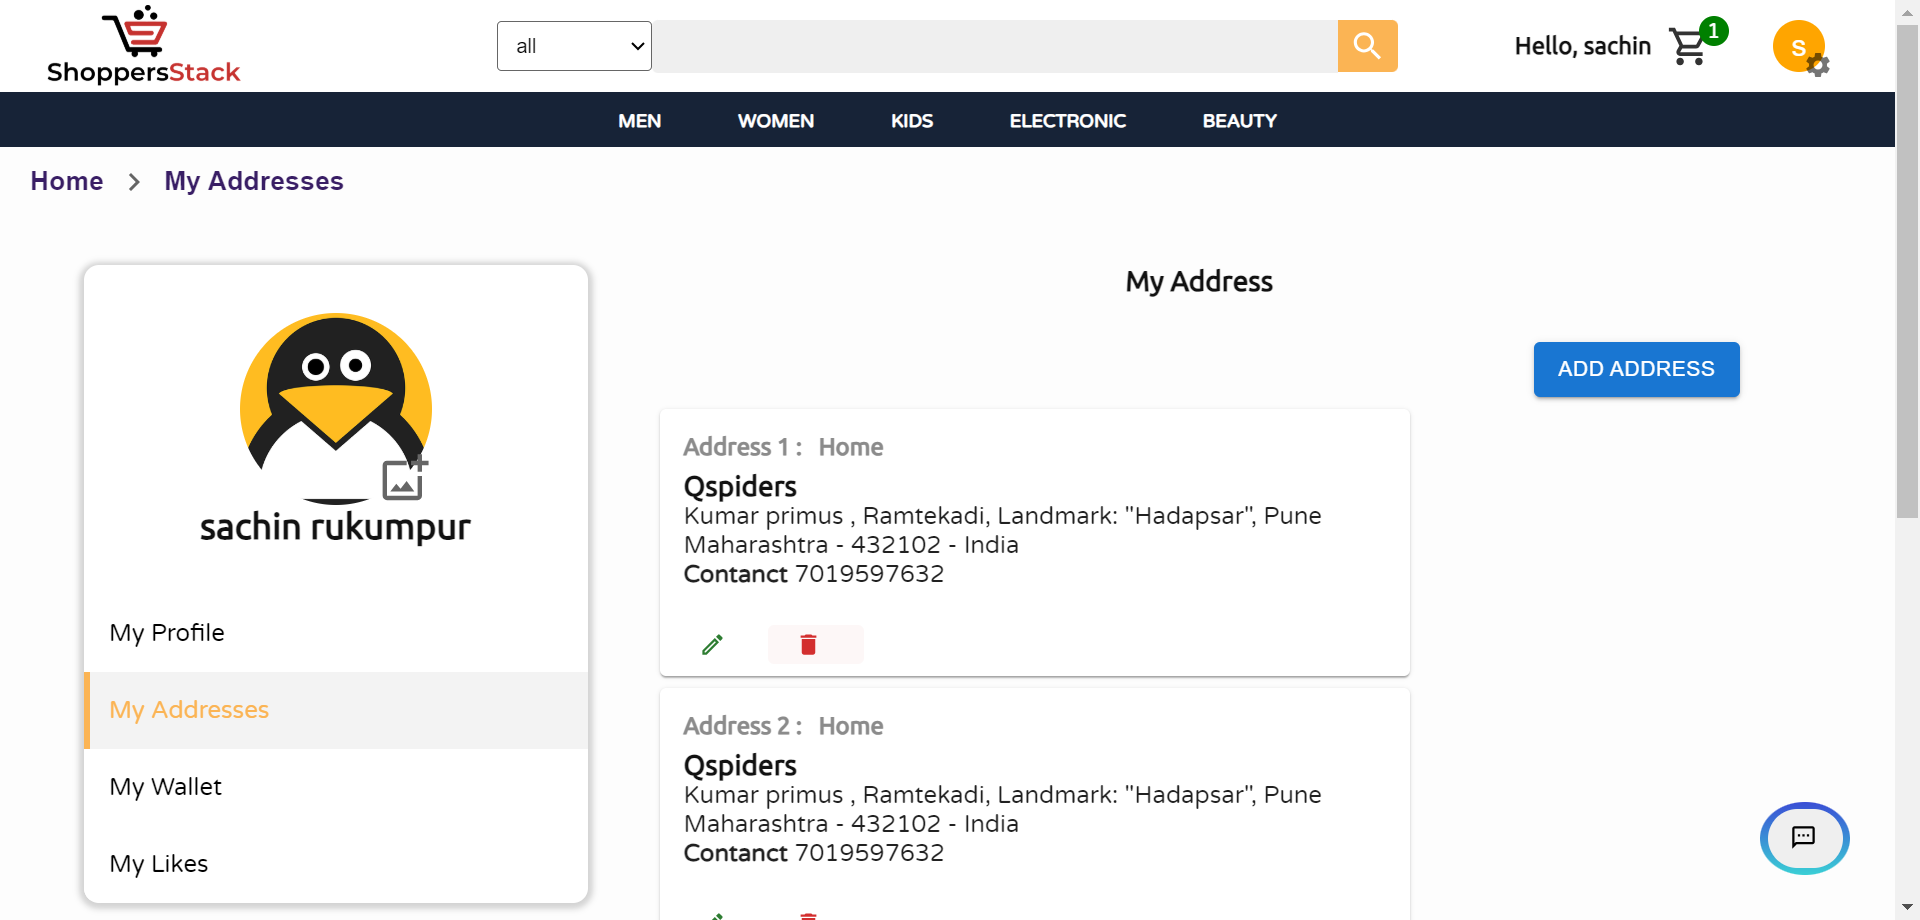 ShoppersStack
all
Hello, sachin
1
S
MEN WOMEN KIDS ELECTRONIC BEAUTY
Home > My Addresses
sachin rukumpur
My Profile
My Addresses
My Wallet
My Likes
My Address
ADD ADDRESS
Address 1 : Home
Qspiders
Kumar primus , Ramtekadi, Landmark: "Hadapsar", Pune
Maharashtra - 432102 - India
Contanct 7019597632
Address 2 : Home
Qspiders
Kumar primus , Ramtekadi, Landmark: "Hadapsar", Pune
Maharashtra - 432102 - India
Contanct 7019597632